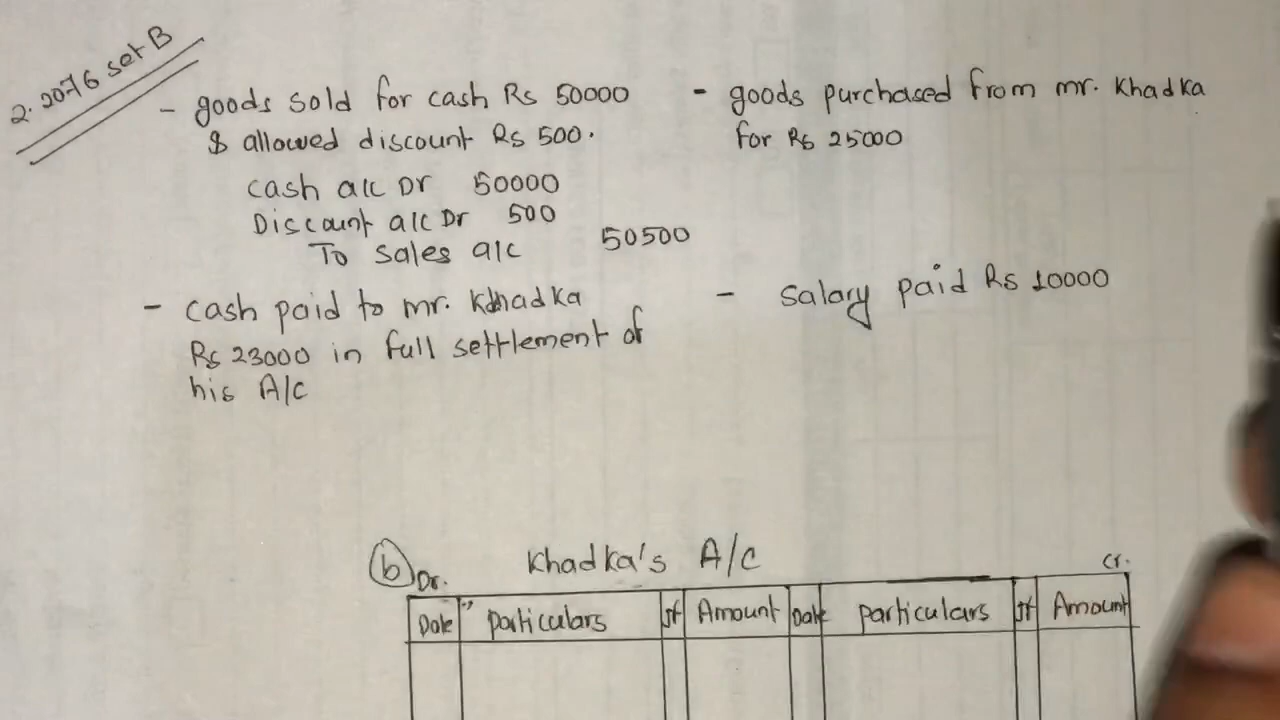 2. 2076 set B
- goods sold for cash Rs 50000
& allowed discount Rs 500.
cash a/c Dr 50000
Discount a/c Dr 500
To sales a/c 50500
- goods purchased from mr. Khadka
for Rs 25000
- cash paid to mr. Khadka
Rs 23000 in full settlement of
his A/C
- salary paid Rs 10000
(b) Khadka's A/C
Dr. Cr.
Date Particulars Jf Amount Date Particulars Jf Amount